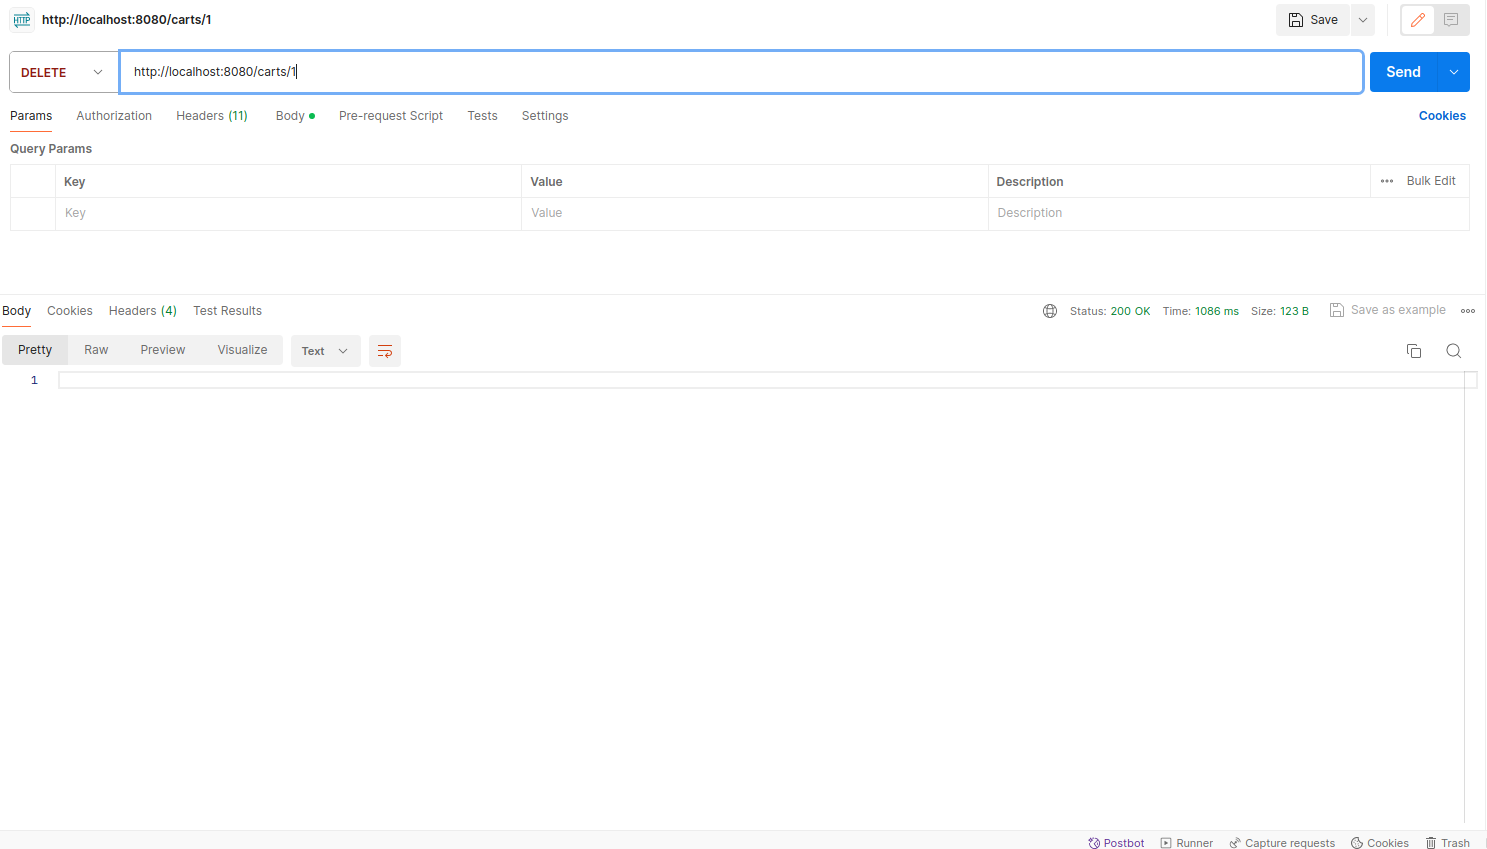 HTTP http://localhost:8080/carts/1 Save
DELETE http://localhost:8080/carts/1 Send
Params Authorization Headers (11) Body Pre-request Script Tests Settings Cookies
Query Params
Key Value Description Bulk Edit
Key Value Description
Body Cookies Headers (4) Test Results Status: 200 OK Time: 1086 ms Size: 123 B Save as example
Pretty Raw Preview Visualize Text
1
Postbot Runner Capture requests Cookies Trash